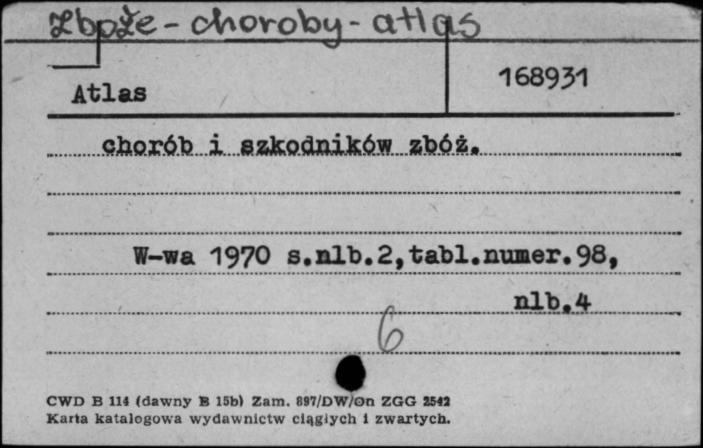 Zboże - choroby - atlas
168931
Atlas
chorób i szkodników zbóż.
W-wa 1970 s.nlb.2,tabl.numer.98,
nlb.4
6
CWD B 114 (dawny B 15b) Zam. 897/DW/On ZGG 2542
Karta katalogowa wydawnictw ciągłych i zwartych.